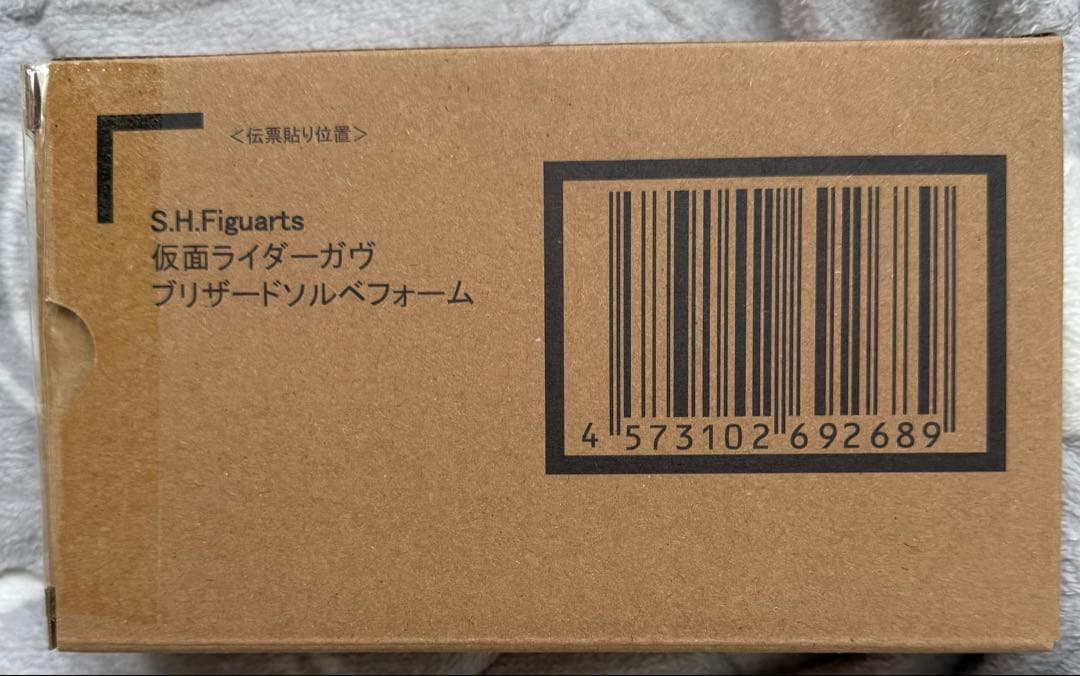 ＜伝票貼り位置＞
S.H.Figuarts
仮面ライダーガヴ
ブリザードソルベフォーム
4 573102 692689